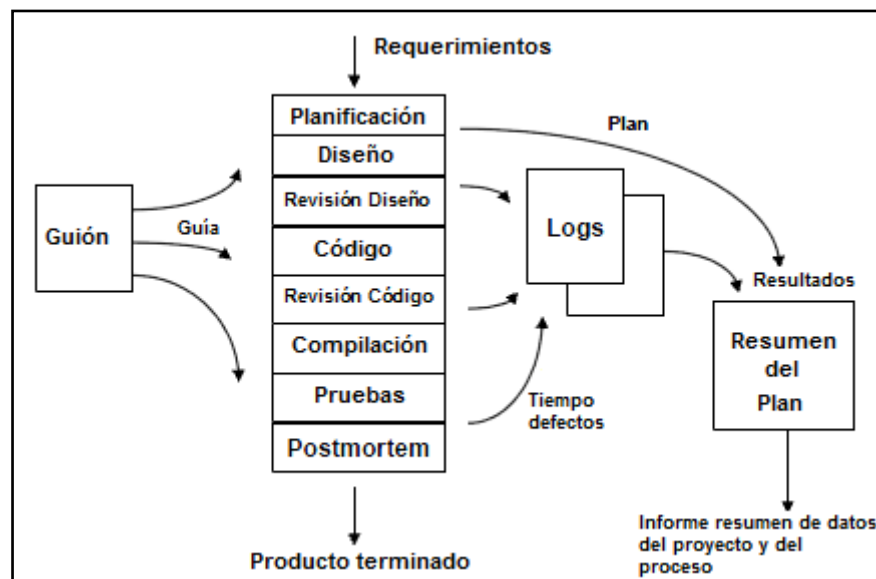 Requerimientos
Planificación
Diseño
Revisión Diseño
Código
Revisión Código
Compilación
Pruebas
Postmortem
Producto terminado
Guión
Guía
Logs
Tiempo
defectos
Plan
Resultados
Resumen
del
Plan
Informe resumen de datos
del proyecto y del
proceso